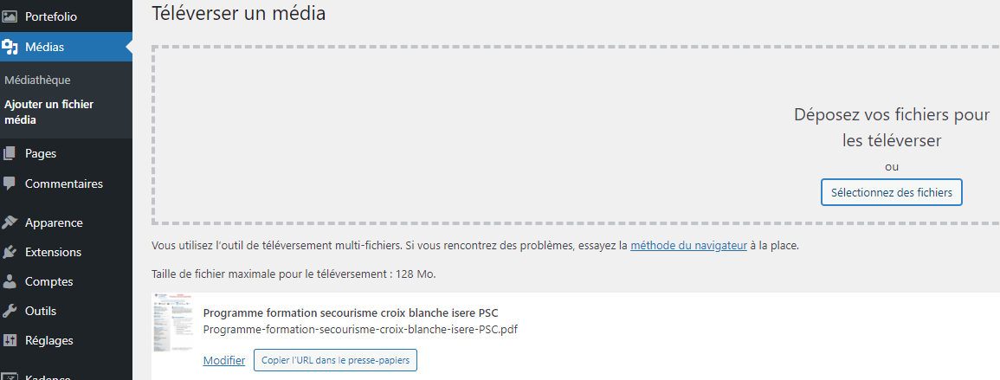 Portefolio
Médias
Médiathèque
Ajouter un fichier
média
Pages
Commentaires
Apparence
Extensions
Comptes
Outils
Réglages
Kadence
Téléverser un média
Déposez vos fichiers pour
les téléverser
ou
Sélectionnez des fichiers
Vous utilisez l’outil de téléversement multi-fichiers. Si vous rencontrez des problèmes, essayez la méthode du navigateur à la place.
Taille de fichier maximale pour le téléversement : 128 Mo.
Programme formation secourisme croix blanche isere PSC
Programme-formation-secourisme-croix-blanche-isere-PSC.pdf
Modifier
Copier l’URL dans le presse-papiers